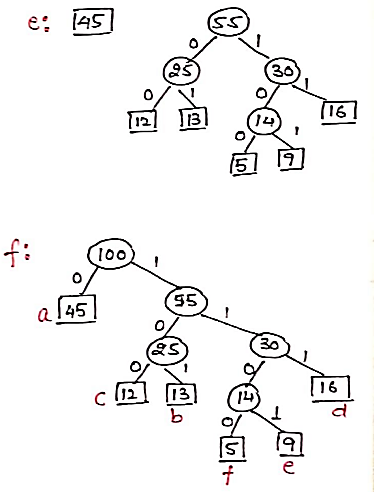 e: 45 55
0 1
25 30
0 1 0 1
12 13 14 16
0 1
5 9
f: 100
0 1
a 45 55
0 1
25 30
0 1 0 1
c 12 13 14 16
b 0 1 d
5 9
f e